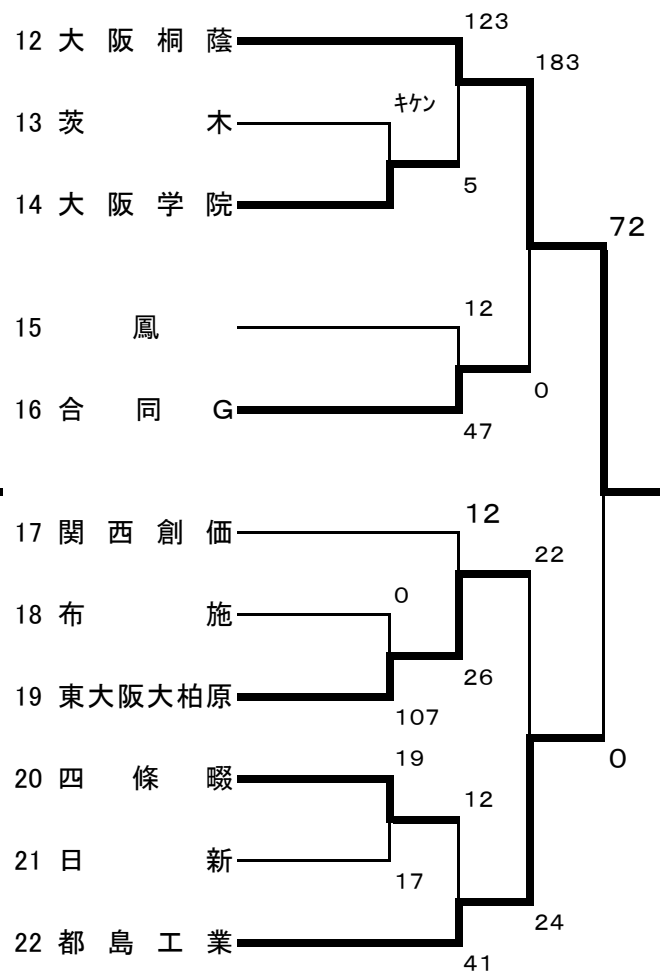 123
12 大阪桐蔭
183
キケン
13 茨木
5
14 大阪学院
72
12
15 鳳
0
16 合同G
47
12
17 関西創価
22
0
18 布施
26
19 東大阪大柏原
107
19
0
20 四條畷
12
21 日新
17
24
22 都島工業
41